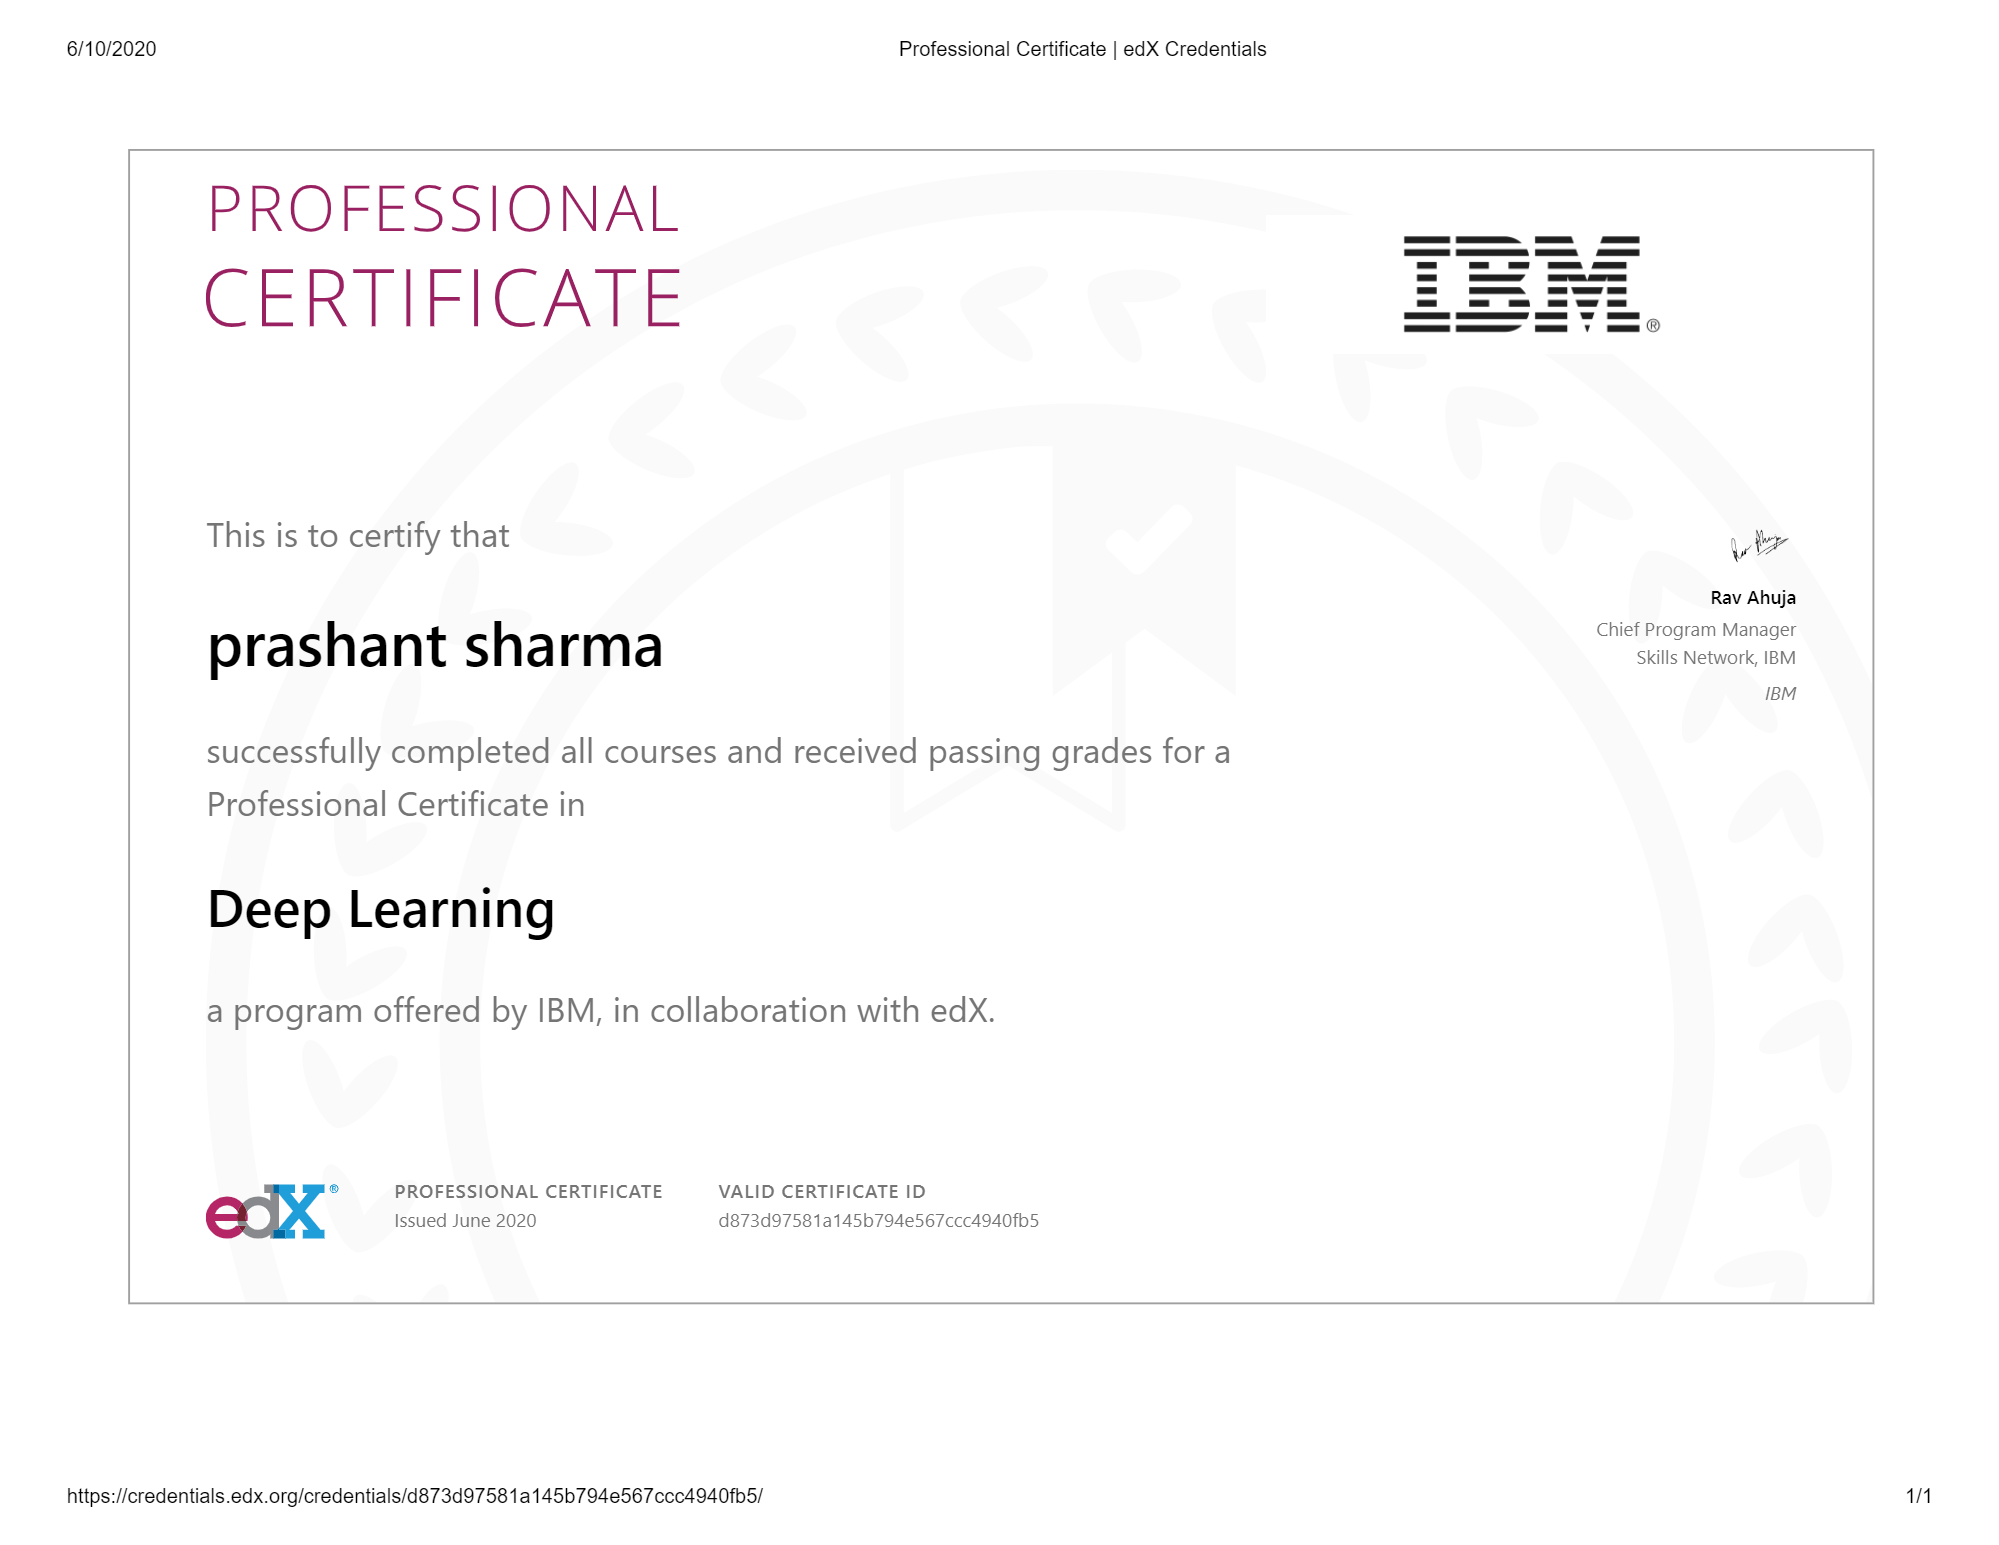 6/10/2020
Professional Certificate | edX Credentials
PROFESSIONAL
CERTIFICATE
IBM®
This is to certify that
prashant sharma
successfully completed all courses and received passing grades for a
Professional Certificate in
Deep Learning
a program offered by IBM, in collaboration with edX.
Rav Ahuja
Rav Ahuja
Chief Program Manager
Skills Network, IBM
IBM
edX®
PROFESSIONAL CERTIFICATE
Issued June 2020
VALID CERTIFICATE ID
d873d97581a145b794e567ccc4940fb5
https://credentials.edx.org/credentials/d873d97581a145b794e567ccc4940fb5/
1/1